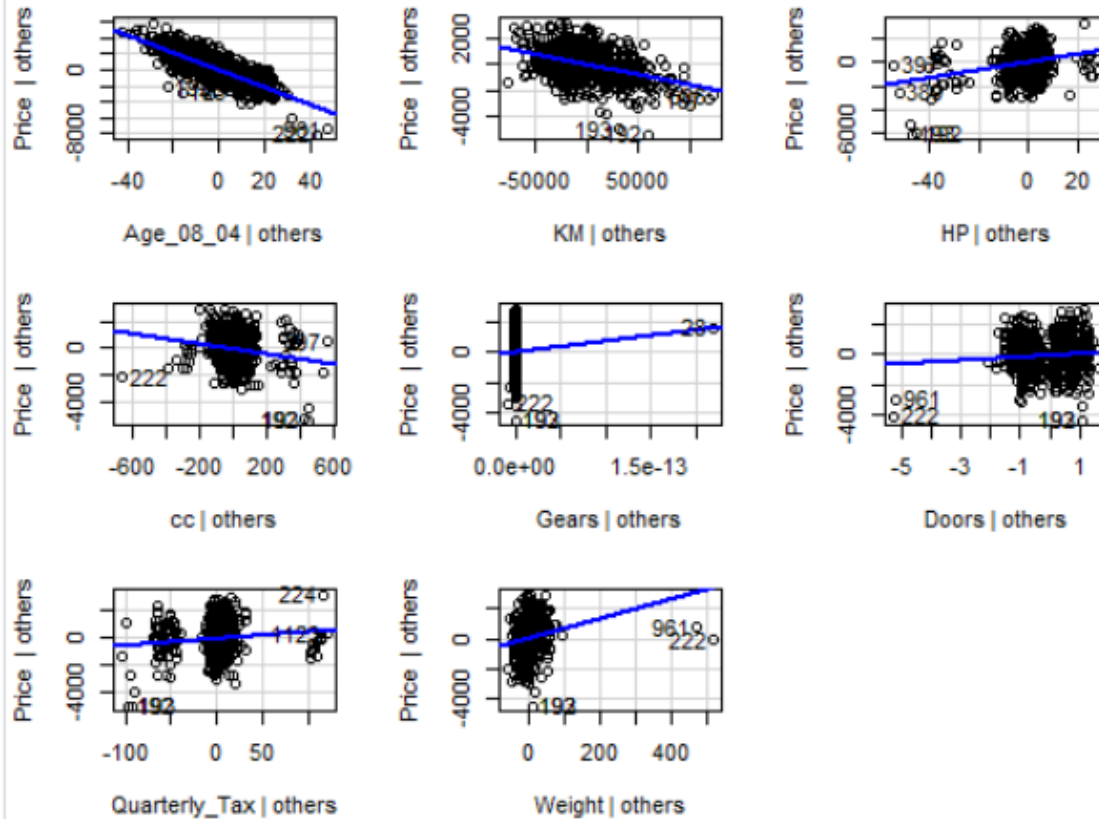 Price | others
0
-8000
-40 0 20 40
Age_08_04 | others
Price | others
2000
-4000
193 192
-50000 50000
KM | others
Price | others
0
-6000
-40 0 20
HP | others
Price | others
0
-4000
222
192
-600 -200 200 600
cc | others
Price | others
0
28
222
192
0.0e+00 1.5e-13
Gears | others
Price | others
0
-4000
961
222
-5 -3 -1 1
Doors | others
Price | others
0
-4000
224
-100 0 50
Quarterly_Tax | others
Price | others
0
-4000
961
222
0 200 400
Weight | others